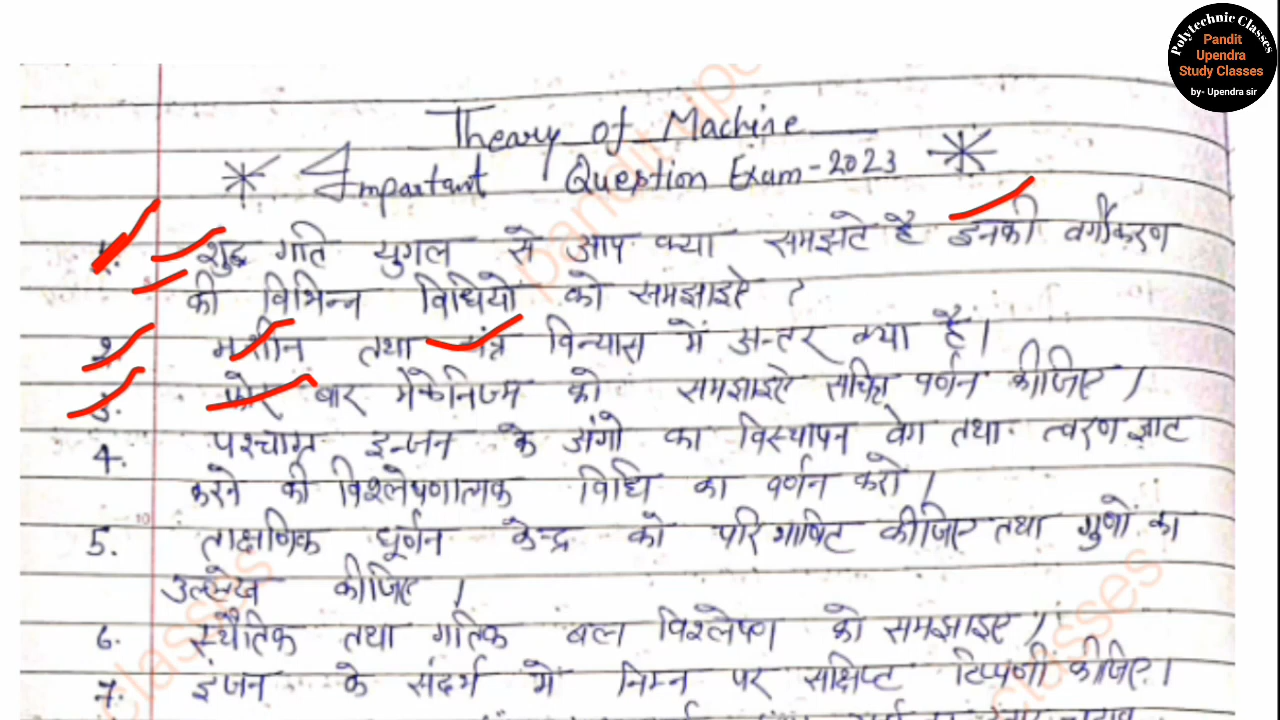 Polytechnic Classes
Pandit
Upendra
Study Classes
by- Upendra sir
Theory of Machine
Impartant Question Exam-2023
1. शुद्ध गति युगल से आप क्या समझते है इनकी वर्गीकरण
की विभिन्न विधियों को समझाइए ?
2. मशीन तथा यंत्र विन्यास में अन्तर क्या है।
3. फोर बार मेकेनिज्म को समझाइए सचित्र वर्णन कीजिए।
4. पश्चाग्र इन्जन के अंगो का विस्थापन वेग तथा त्वरण ज्ञात
करने की विश्लेषणात्मक विधि का वर्णन करो।
5. ताक्षणिक घूर्णन केन्द्र को परिभाषित कीजिए तथा गुणों का
उल्लेख कीजिए।
6. स्थैतिक तथा गतिक बल विश्लेषण को समझाइए।
7. इंजन के संदर्भ में निम्न पर संक्षिप्ट टिप्पणी कीजिए।